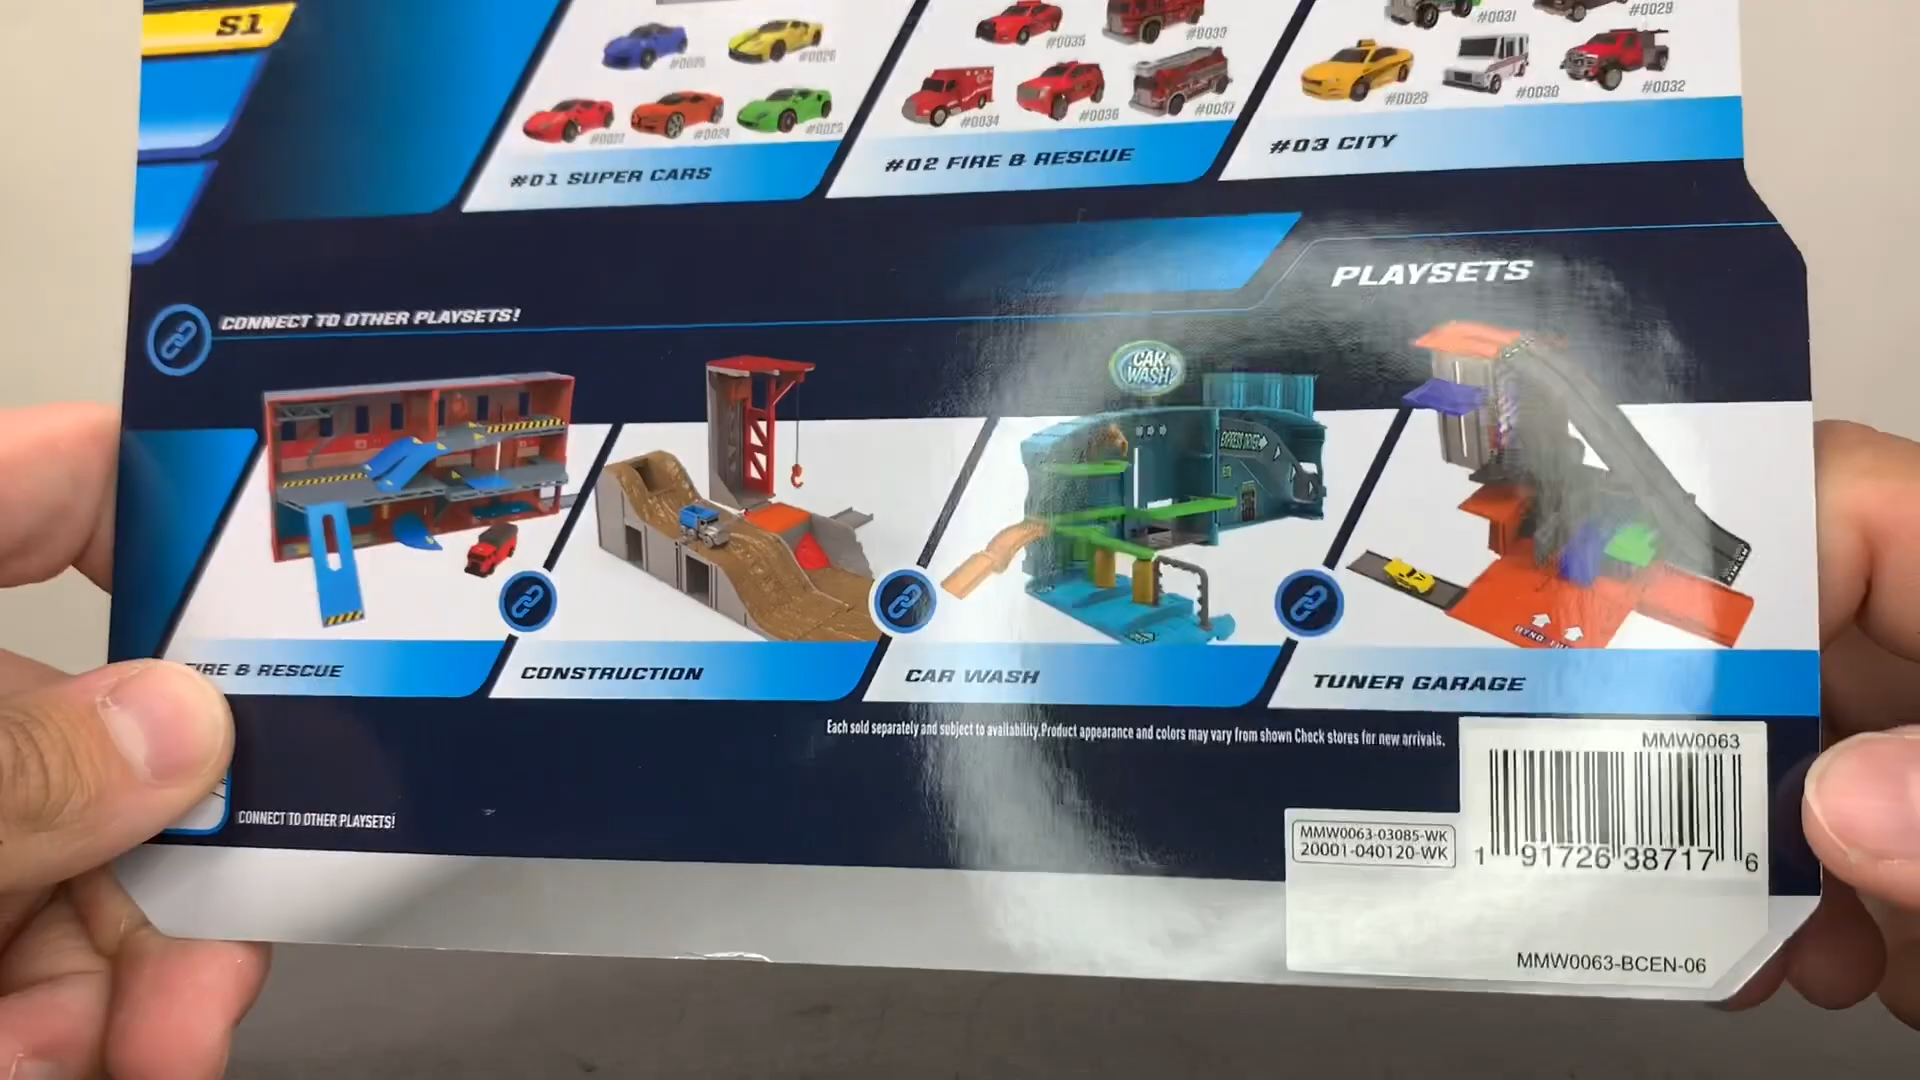 S1
#0025
#0026
#0024
#01 SUPER CARS
#0035
#0033
#0034
#0036
#0037
#02 FIRE & RESCUE
#0031
#0029
#0028
#0030
#0032
#03 CITY
PLAYSETS
CONNECT TO OTHER PLAYSETS!
CAR WASH
EXPRESS
IRE & RESCUE
CONSTRUCTION
CAR WASH
TUNER GARAGE
Each sold separately and subject to availability.Product appearance and colors may vary from shown Check stores for new arrivals.
CONNECT TO OTHER PLAYSETS!
MMW0063
MMW0063-03085-WK
20001-040120-WK
1 91726 38717 6
MMW0063-BCEN-06